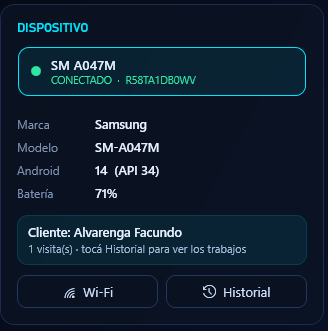 DISPOSITIVO
SM A047M
CONECTADO · R58TA1DB0WV
Marca Samsung
Modelo SM-A047M
Android 14 (API 34)
Batería 71%
Cliente: Alvarenga Facundo
1 visita(s) · tocá Historial para ver los trabajos
Wi-Fi Historial